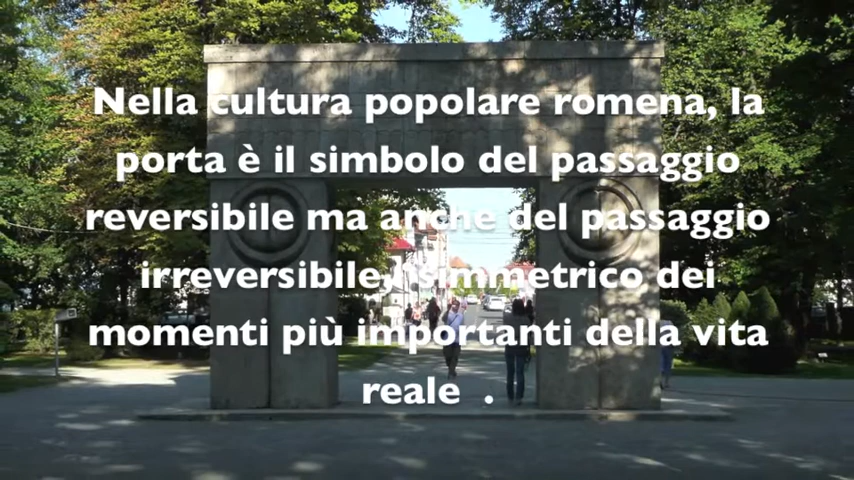 Nella cultura popolare romena, la
porta è il simbolo del passaggio
reversibile ma anche del passaggio
irreversibile, simmetrico dei
momenti più importanti della vita
reale .